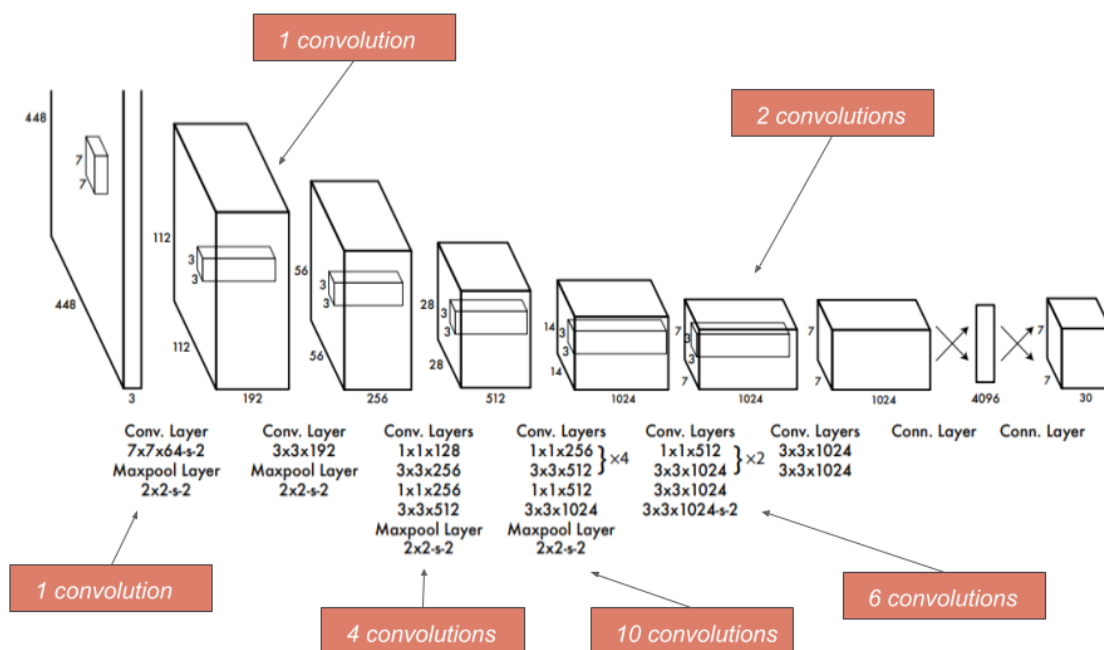 1 convolution
2 convolutions
448
448
7
7
3
112
112
3
3
192
56
56
3
3
256
28
28
3
3
512
14
14
3
3
1024
7
7
3
3
1024
7
7
1024
4096
7
7
30
Conv. Layer
7x7x64-s-2
Maxpool Layer
2x2-s-2
Conv. Layer
3x3x192
Maxpool Layer
2x2-s-2
Conv. Layers
1x1x128
3x3x256
1x1x256
3x3x512
Maxpool Layer
2x2-s-2
Conv. Layers
1x1x256
3x3x512
}×4
1x1x512
3x3x1024
Maxpool Layer
2x2-s-2
Conv. Layers
1x1x512
3x3x1024
}×2
3x3x1024
3x3x1024-s-2
Conv. Layers
3x3x1024
3x3x1024
Conn. Layer
Conn. Layer
1 convolution
4 convolutions
10 convolutions
6 convolutions